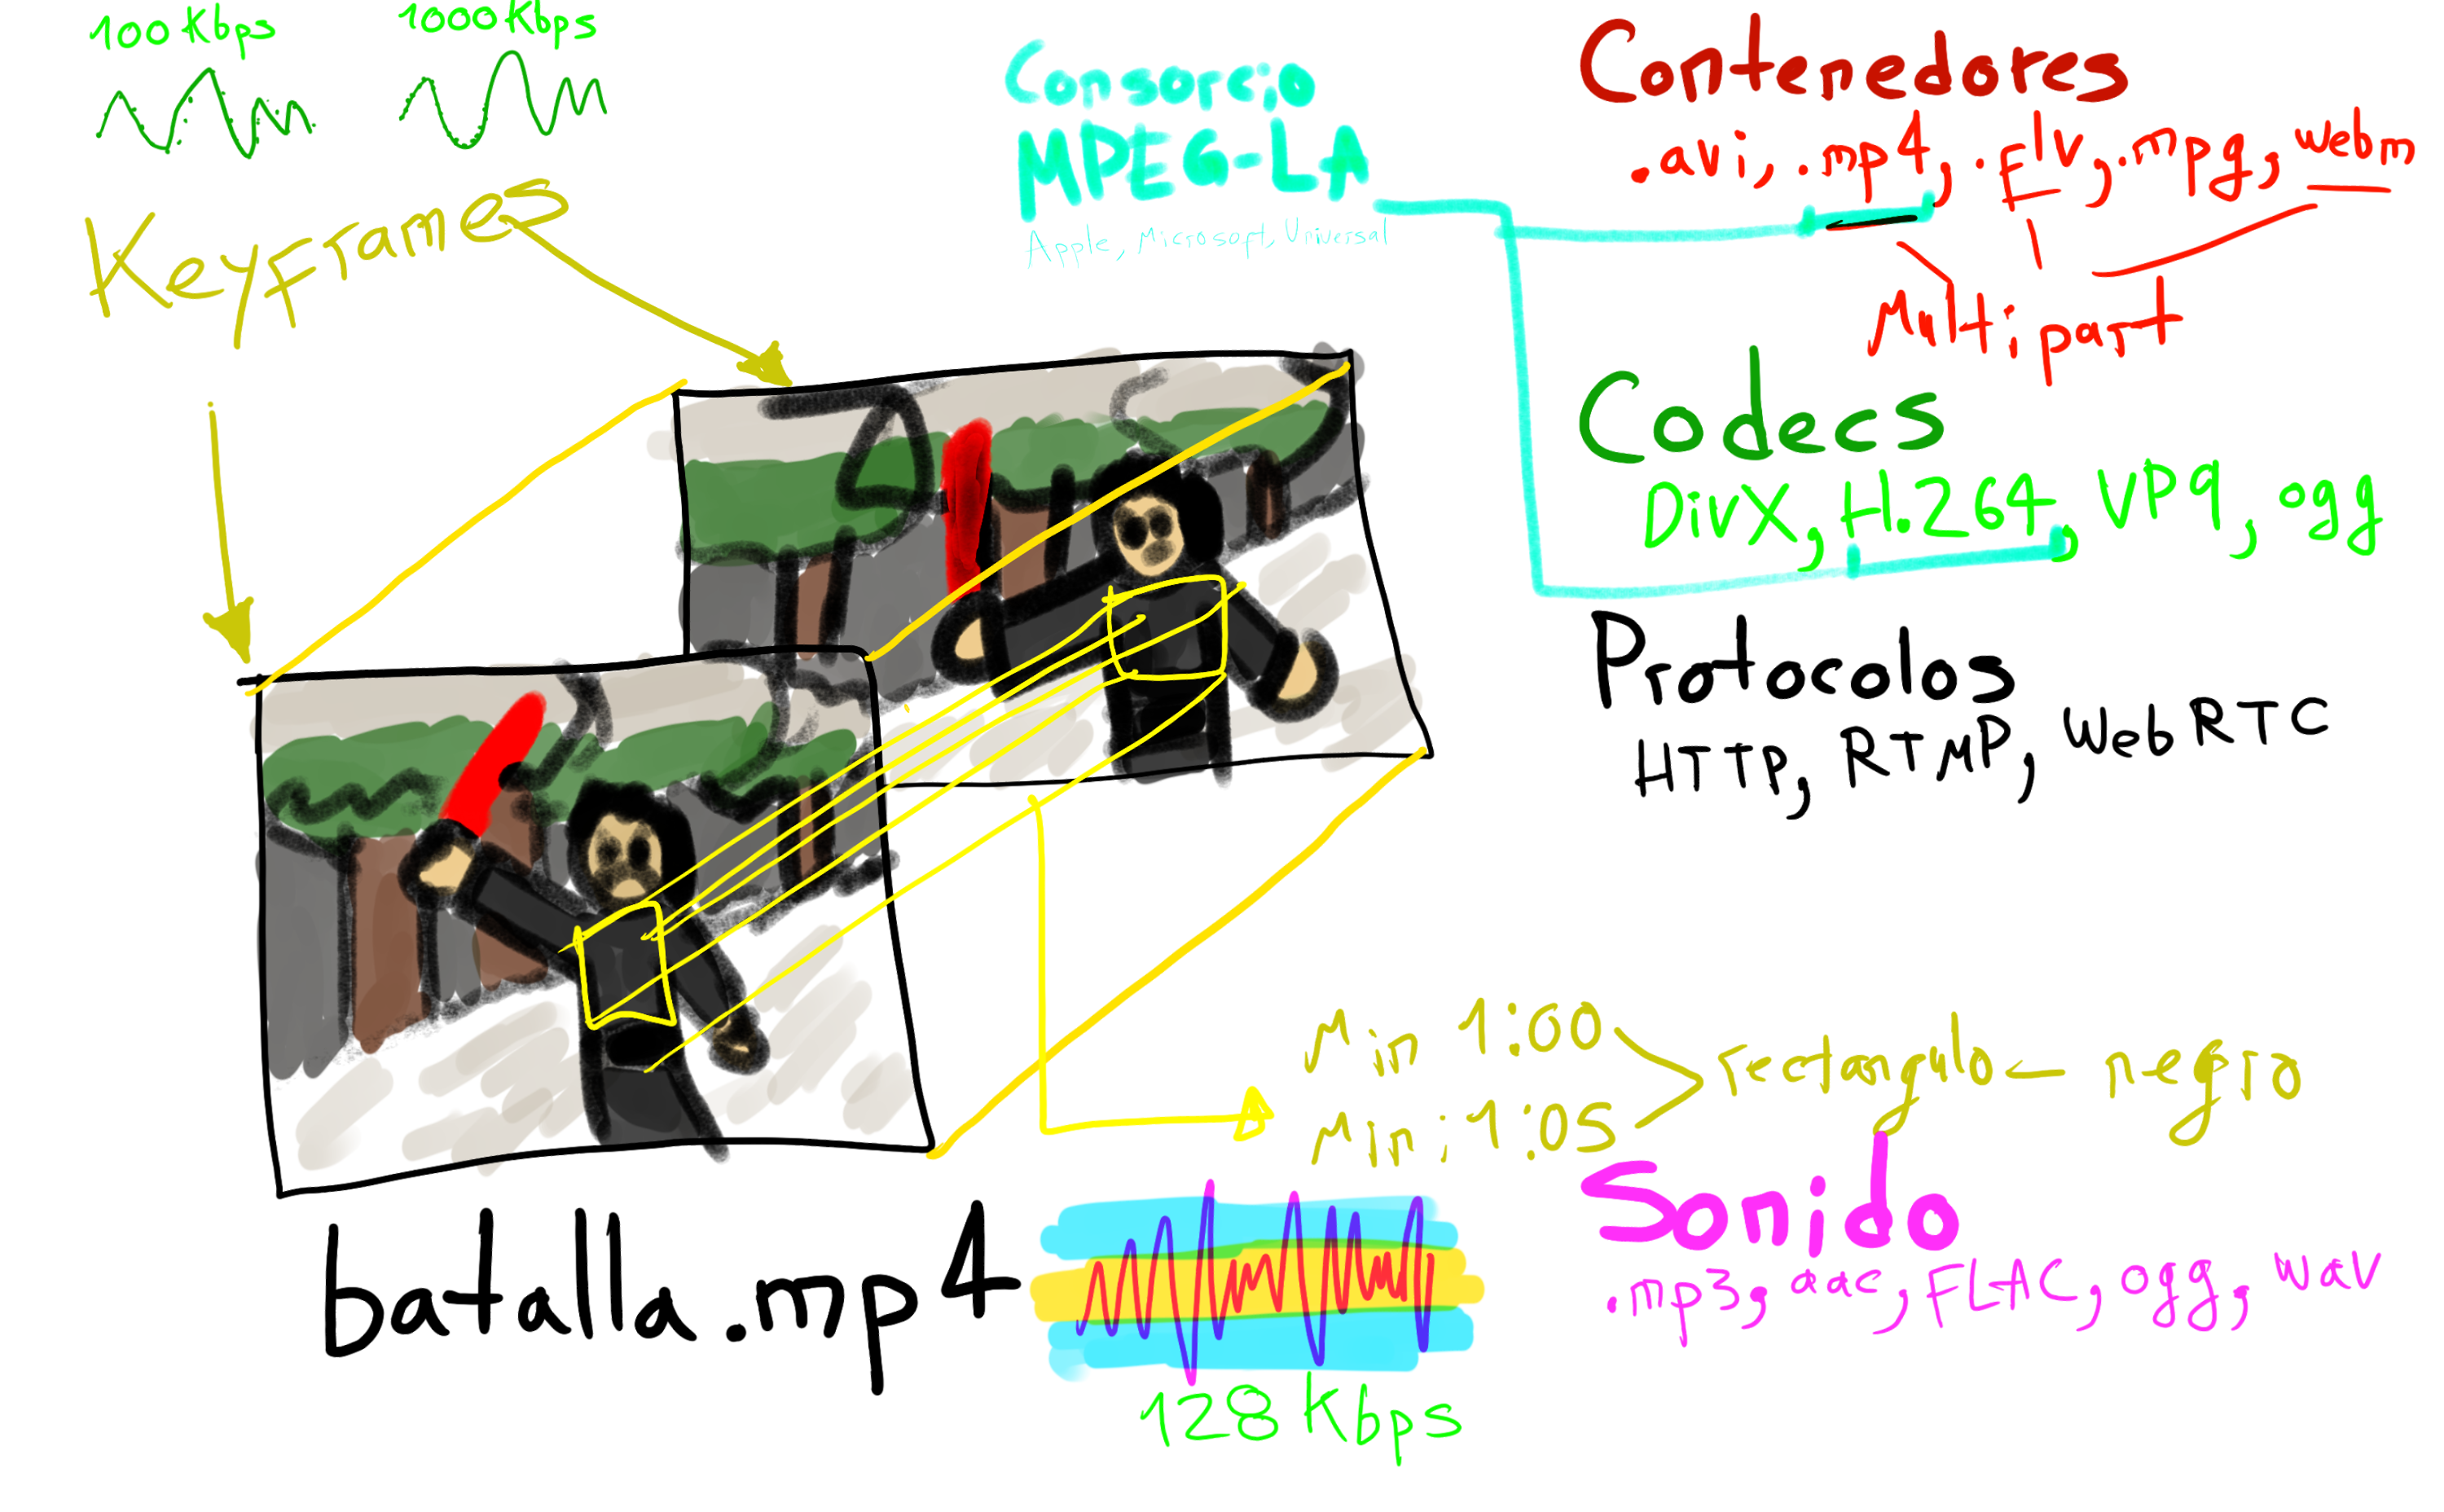 100 Kbps
1000 Kbps
Keyframes
Consorcio
MPEG-LA
Apple, Microsoft, Universal
Contenedores
.avi, .mp4, .Flv, .mpg, webm
Multipart
Codecs
DivX, H.264, VP9, ogg
Protocolos
HTTP, RTMP, WebRTC
Min 1:00
Min; 1:05
rectangulo ← negro
Sonido
.mp3, aac, FLAC, ogg, wav
batalla.mp4
128 Kbps